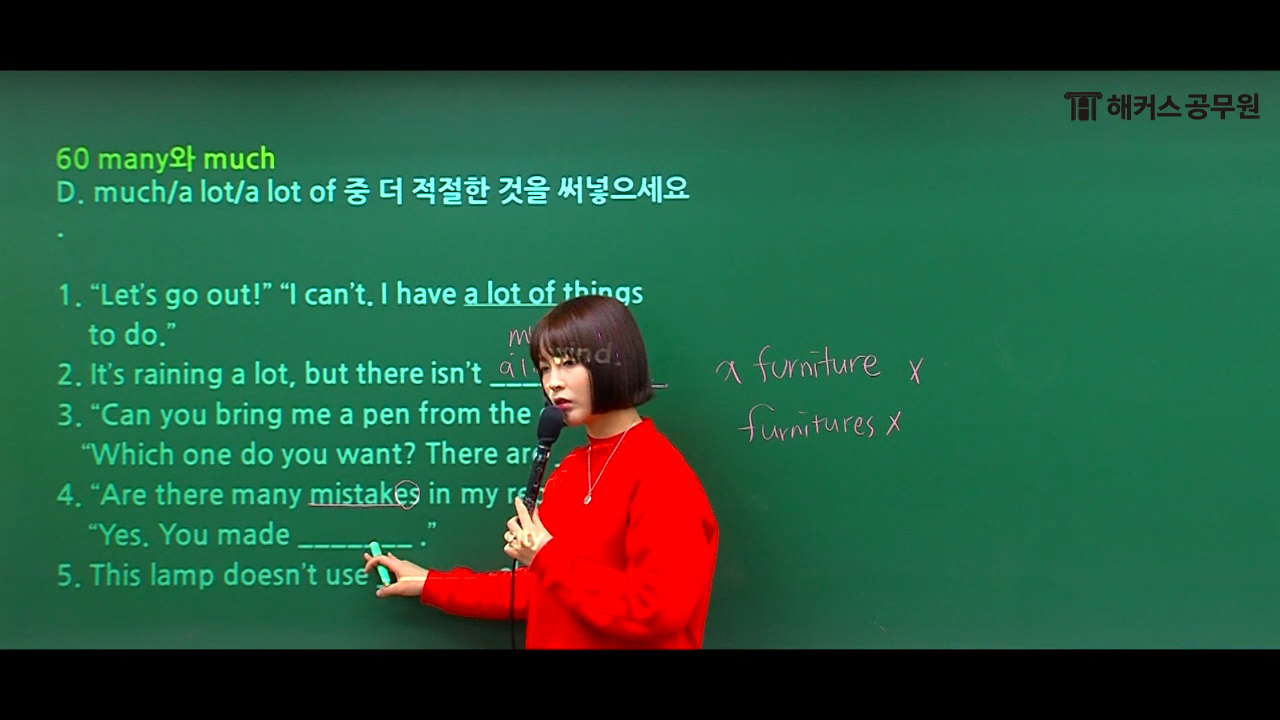 해커스 공무원
60 many와 much
D. much/a lot/a lot of 중 더 적절한 것을 써넣으세요
.
1. “Let’s go out!” “I can’t. I have a lot of things
to do.”
2. It’s raining a lot, but there isn’t ____ wind.
a furniture x
3. “Can you bring me a pen from the
furnitures x
“Which one do you want? There are
4. “Are there many mistakes in my
“Yes. You made _______ .”
5. This lamp doesn’t use